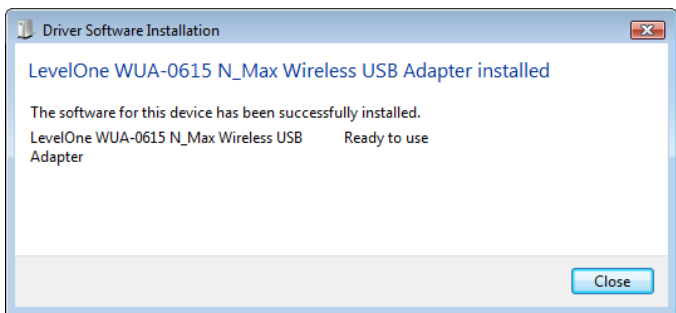 Driver Software Installation
LevelOne WUA-0615 N_Max Wireless USB Adapter installed
The software for this device has been successfully installed.
LevelOne WUA-0615 N_Max Wireless USB Ready to use
Adapter
Close